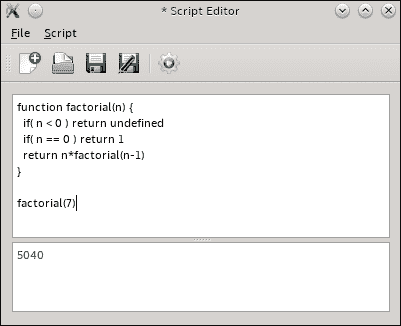 * Script Editor
File Script
function factorial(n) {
  if( n < 0 ) return undefined
  if( n == 0 ) return 1
  return n*factorial(n-1)
}

factorial(7)
5040